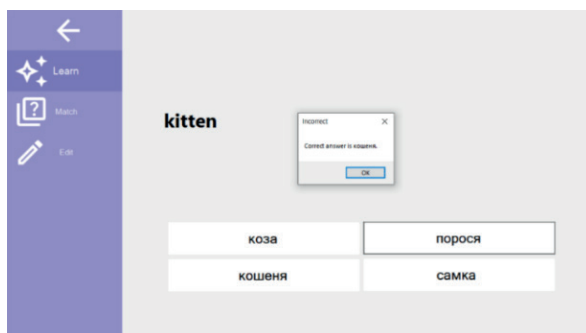 Learn
Match
Edit
kitten
Incorrect
Correct answer is кошеня.
OK
коза
порося
кошеня
самка